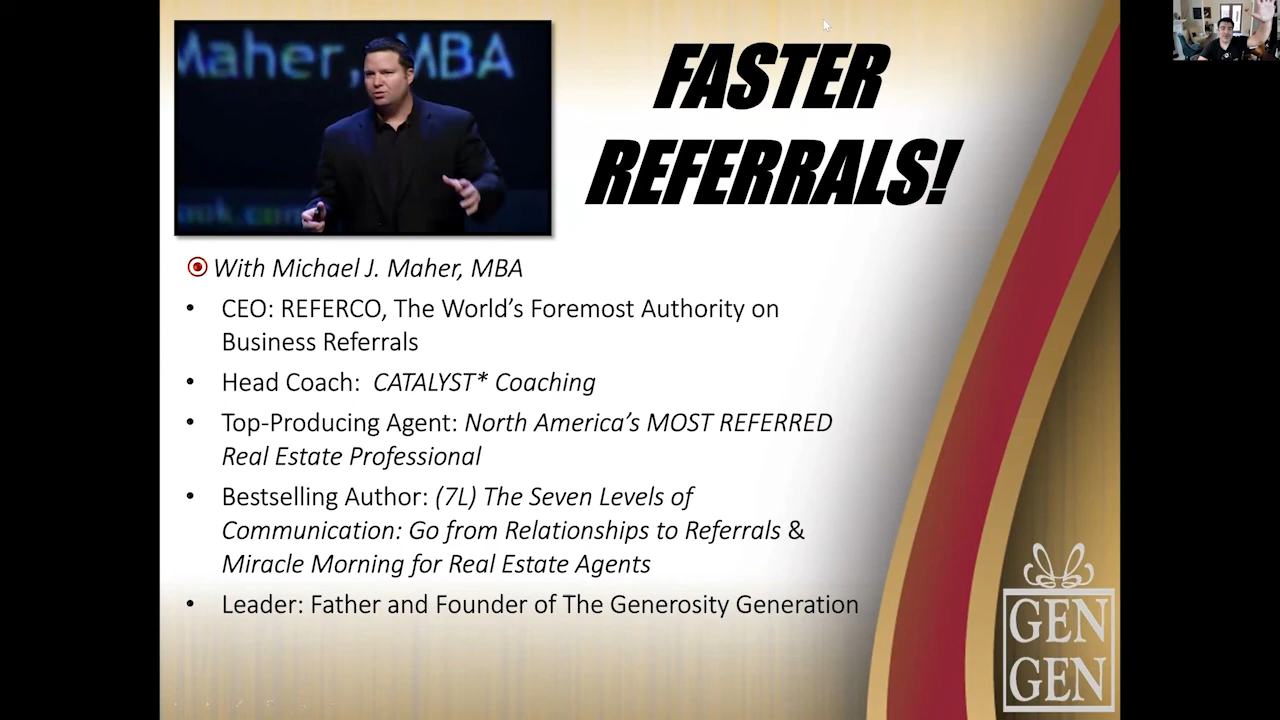 Maher, MBA
FASTER
REFERRALS!
With Michael J. Maher, MBA
• CEO: REFERCO, The World’s Foremost Authority on
Business Referrals
• Head Coach: CATALYST* Coaching
• Top-Producing Agent: North America’s MOST REFERRED
Real Estate Professional
• Bestselling Author: (7L) The Seven Levels of
Communication: Go from Relationships to Referrals &
Miracle Morning for Real Estate Agents
• Leader: Father and Founder of The Generosity Generation
GEN
GEN